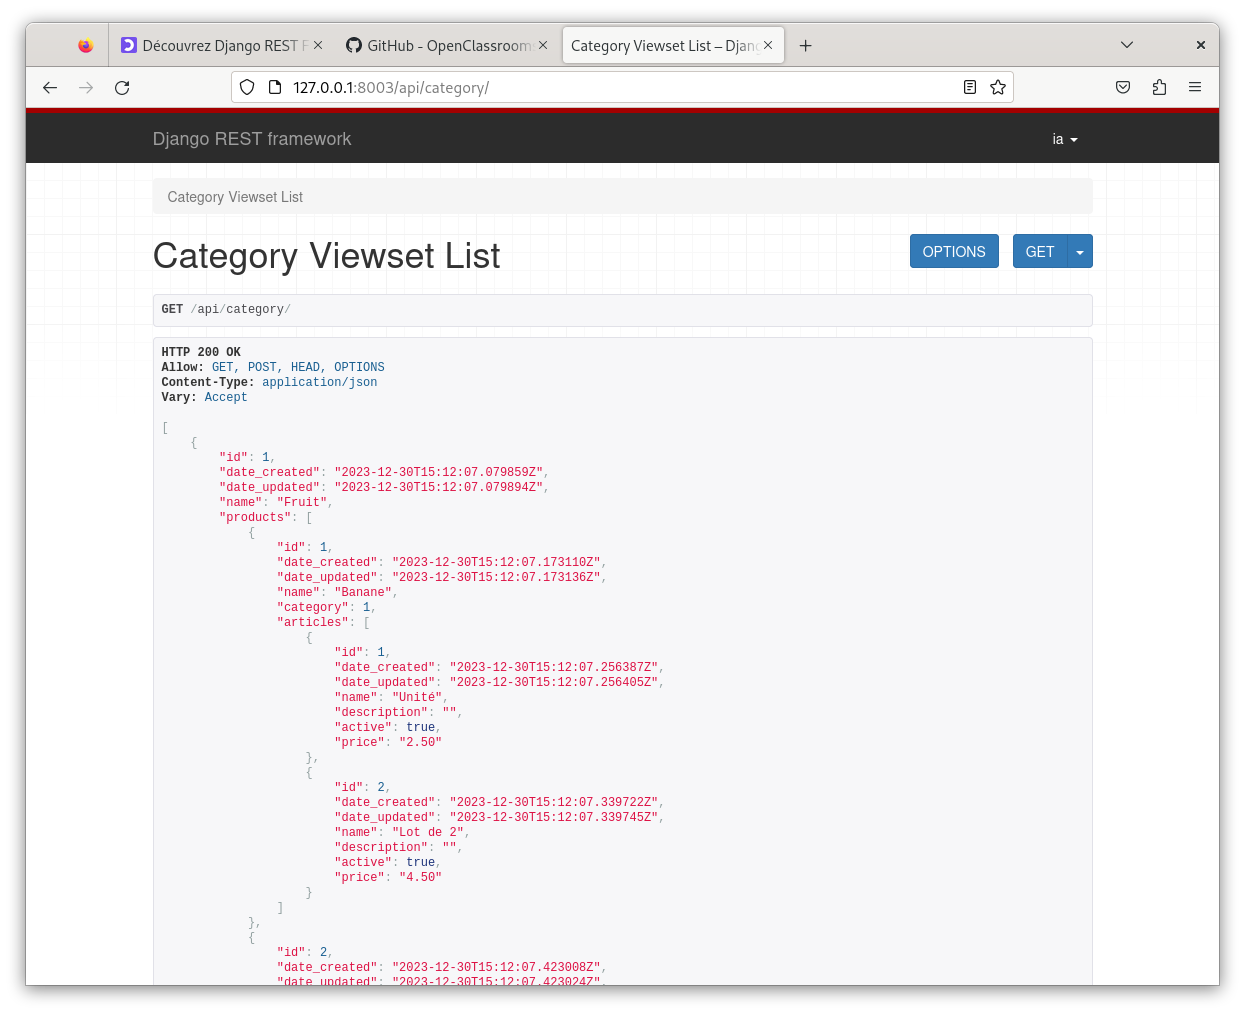 Découvrez Django REST F
GitHub - OpenClassroom
Category Viewset List – Djang
127.0.0.1:8003/api/category/
Django REST framework
ia
Category Viewset List
Category Viewset List
OPTIONS
GET
GET /api/category/
HTTP 200 OK
Allow: GET, POST, HEAD, OPTIONS
Content-Type: application/json
Vary: Accept
[
    {
        "id": 1,
        "date_created": "2023-12-30T15:12:07.079859Z",
        "date_updated": "2023-12-30T15:12:07.079894Z",
        "name": "Fruit",
        "products": [
            {
                "id": 1,
                "date_created": "2023-12-30T15:12:07.173110Z",
                "date_updated": "2023-12-30T15:12:07.173136Z",
                "name": "Banane",
                "category": 1,
                "articles": [
                    {
                        "id": 1,
                        "date_created": "2023-12-30T15:12:07.256387Z",
                        "date_updated": "2023-12-30T15:12:07.256405Z",
                        "name": "Unité",
                        "description": "",
                        "active": true,
                        "price": "2.50"
                    },
                    {
                        "id": 2,
                        "date_created": "2023-12-30T15:12:07.339722Z",
                        "date_updated": "2023-12-30T15:12:07.339745Z",
                        "name": "Lot de 2",
                        "description": "",
                        "active": true,
                        "price": "4.50"
                    }
                ]
            },
            {
                "id": 2,
                "date_created": "2023-12-30T15:12:07.423008Z",
                "date_updated": "2023-12-30T15:12:07.423024Z",